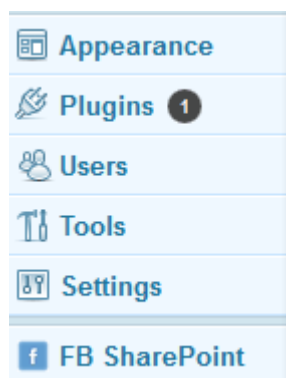 Appearance
Plugins 1
Users
Tools
Settings
f FB SharePoint